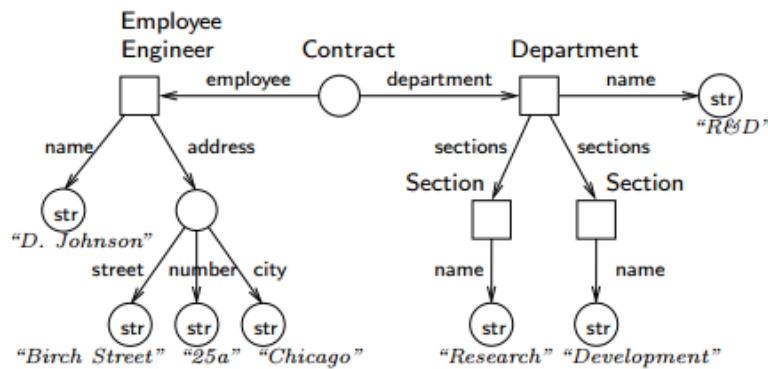 Employee
Engineer Contract Department
employee department name
str
"R&D"
name address sections sections
Section Section
str
"D. Johnson"
street number city name name
str str str str str
"Birch Street" "25a" "Chicago" "Research" "Development"